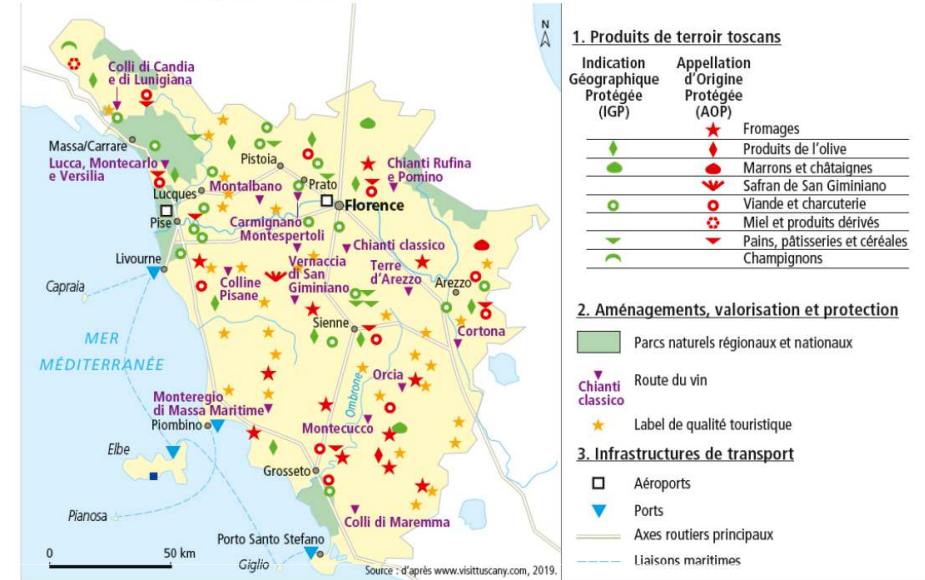 Colli di Candia
e di Lunigiana
Massa/Carrare
Lucca, Montecarlo
e Versilia
Lucques
Pise
Pistoia
Montalbano
Prato
Florence
Chianti Rufina
e Pomino
Carmignano
Montespertoli
Chianti classico
Livourne
Capraia
Colline
Pisane
Vernaccia
di San
Giminiano
Terre
d'Arezzo
Arezzo
Sienne
Cortona
MER
MÉDITERRANÉE
Monteregio
di Massa Maritime
Piombino
Orcia
Ombrone
Montecucco
Elbe
Grosseto
Pianosa
Colli di Maremma
Porto Santo Stefano
Giglio
0 50 km
Source : d'après www.visittuscany.com, 2019.
N
1. Produits de terroir toscans
Indication
Géographique
Protégée
(IGP)
Appellation
d'Origine
Protégée
(AOP)
Fromages
Produits de l'olive
Marrons et châtaignes
Safran de San Giminiano
Viande et charcuterie
Miel et produits dérivés
Pains, pâtisseries et céréales
Champignons
2. Aménagements, valorisation et protection
Parcs naturels régionaux et nationaux
Chianti
classico
Route du vin
Label de qualité touristique
3. Infrastructures de transport
Aéroports
Ports
Axes routiers principaux
Liaisons maritimes